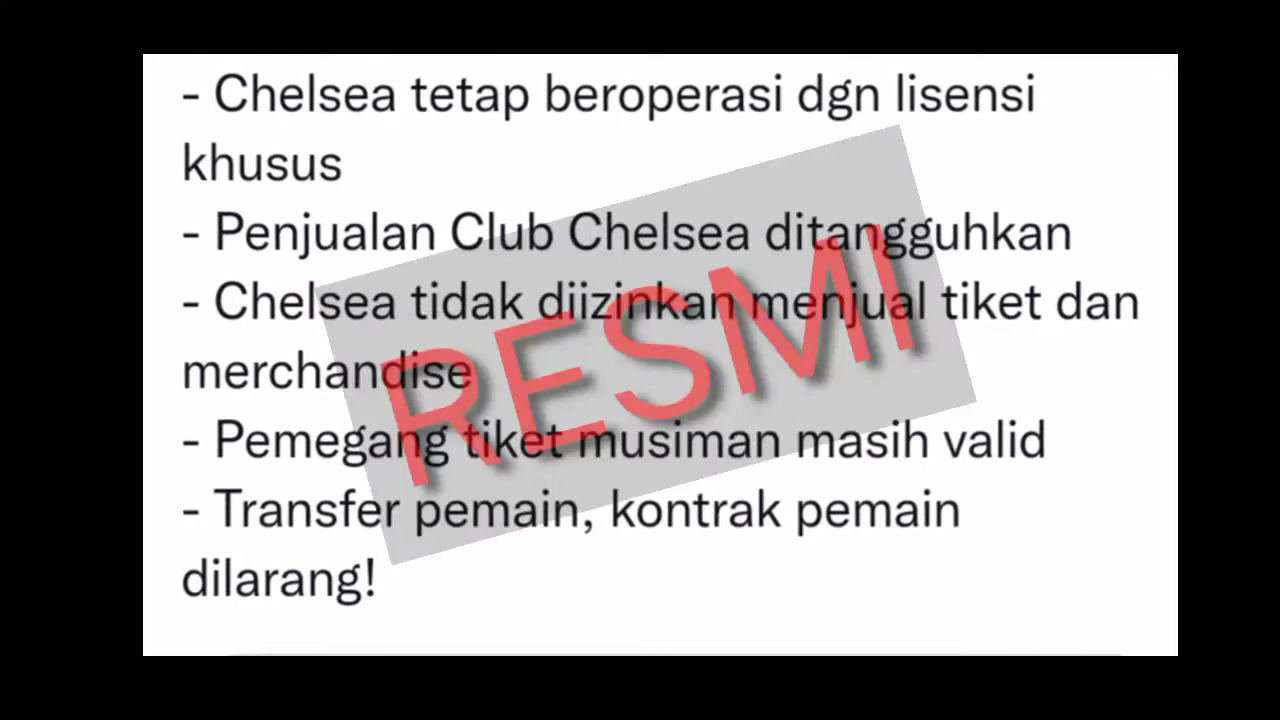 - Chelsea tetap beroperasi dgn lisensi
khusus
- Penjualan Club Chelsea ditangguhkan
- Chelsea tidak diizinkan menjual tiket dan
merchandise
- Pemegang tiket musiman masih valid
- Transfer pemain, kontrak pemain
dilarang!
RESMI